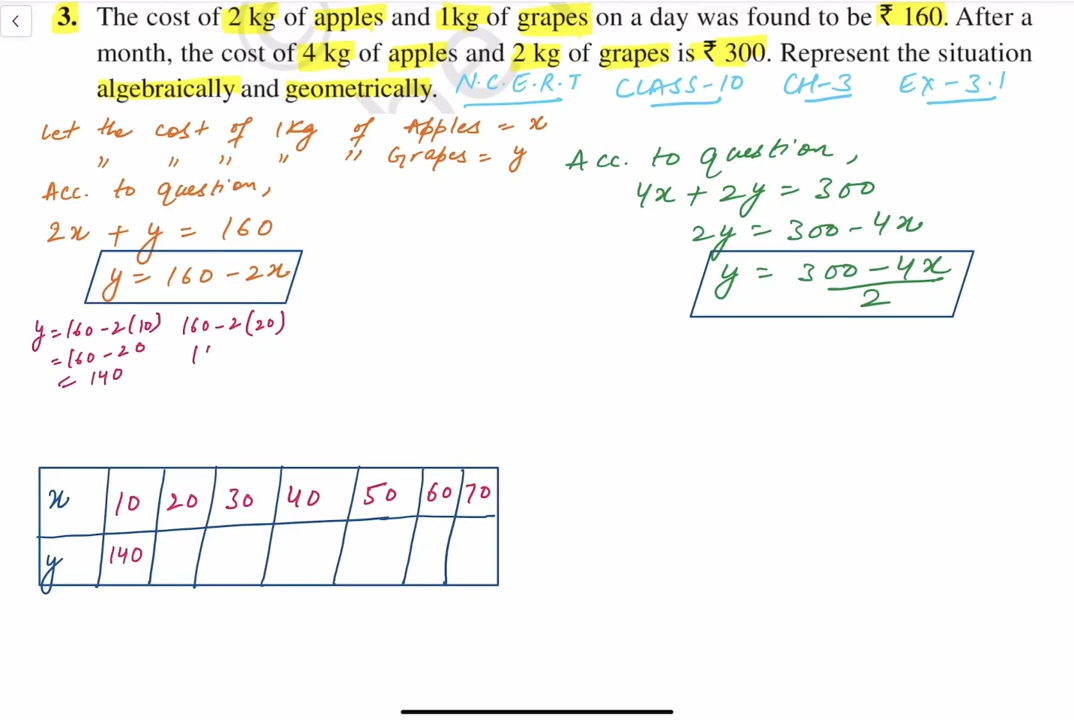 3. The cost of 2 kg of apples and 1kg of grapes on a day was found to be ₹ 160. After a
month, the cost of 4 kg of apples and 2 kg of grapes is ₹ 300. Represent the situation
algebraically and geometrically. N.C.E.R.T CLASS-10 CH-3 EX-3.1
Let the cost of 1kg of Apples = x
" " " " " Grapes = y
Acc. to question,
2x + y = 160
y = 160 - 2x
Acc. to question,
4x + 2y = 300
2y = 300 - 4x
y = 300 - 4x
2
y = 160 - 2(10) 160 - 2(20)
= 160 - 20
= 140
x 10 20 30 40 50 60 70
y 140